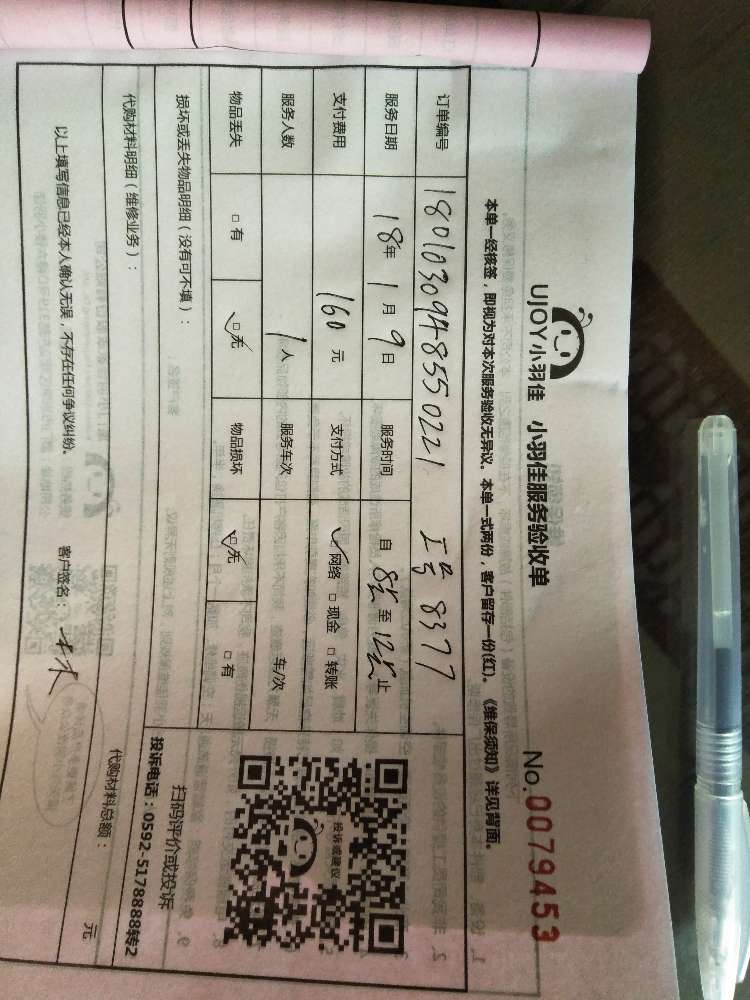 UJOY小羽佳 小羽佳服务验收单
No.0079453
本单一经核签，即视为对本次服务验收无异议。本单一式两份，客户留存一份(红)。《维保须知》详见背面。
订单编号 1801030948550221 工号 8377
服务日期 18年 1月 9日 服务时间 自 8点 至 12点 止
支付费用 160 元 支付方式 ✓网络 □ 现金 □ 转账
服务人数 1人 服务车次 车/次
物品丢失 □ 有 ☑无 物品损坏 ☑无 □ 有
损坏或丢失物品明细（没有可不填）：
投诉或建议
扫码评价或投诉
投诉电话：0592-5178888转2
代购材料明细（维修业务）：
代购材料总额： 元
以上填写信息已经本人确认无误，不存在任何争议纠纷。 客户签名：